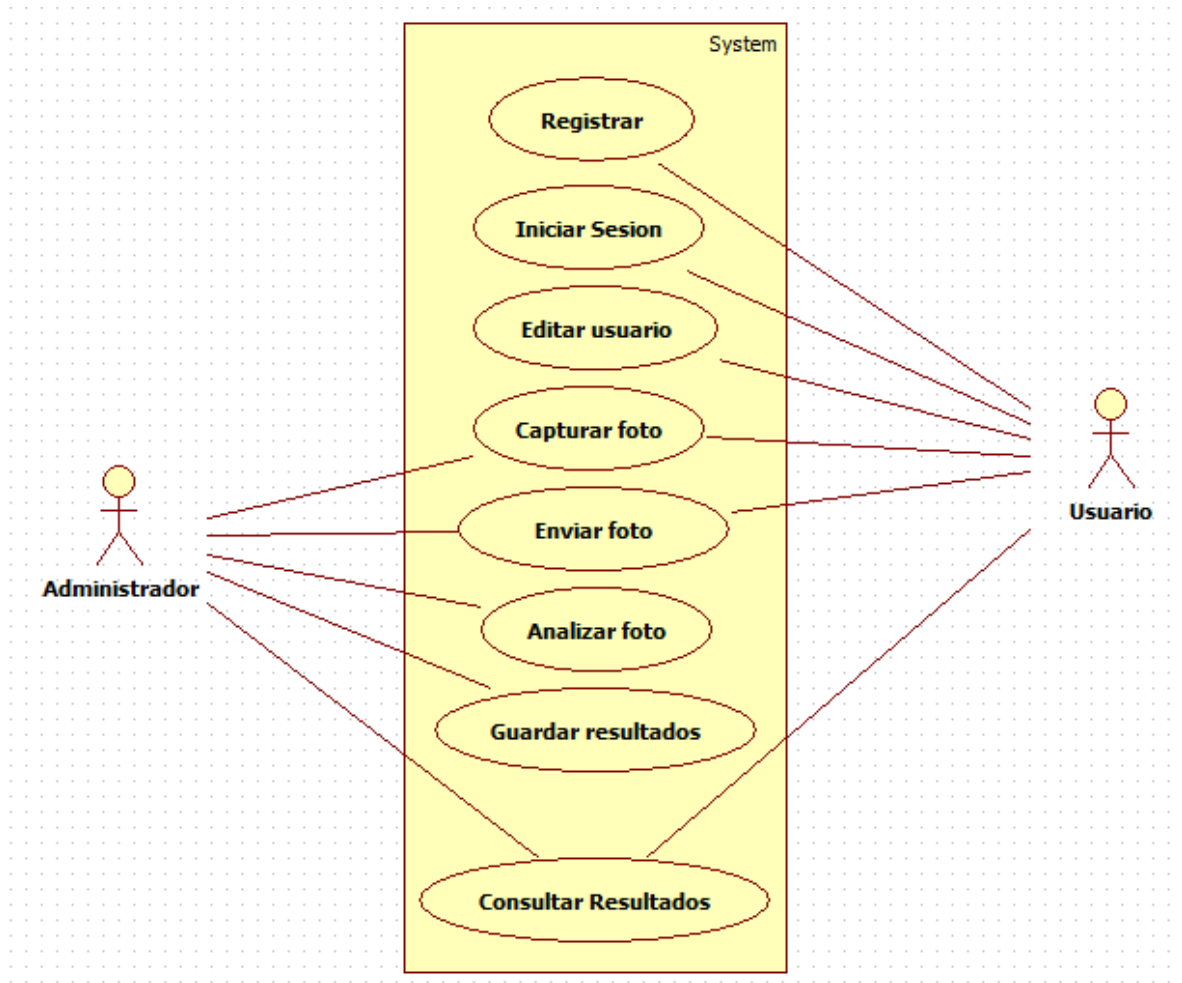 System
Registrar
Iniciar Sesion
Editar usuario
Capturar foto
Enviar foto
Analizar foto
Guardar resultados
Consultar Resultados
Administrador
Usuario